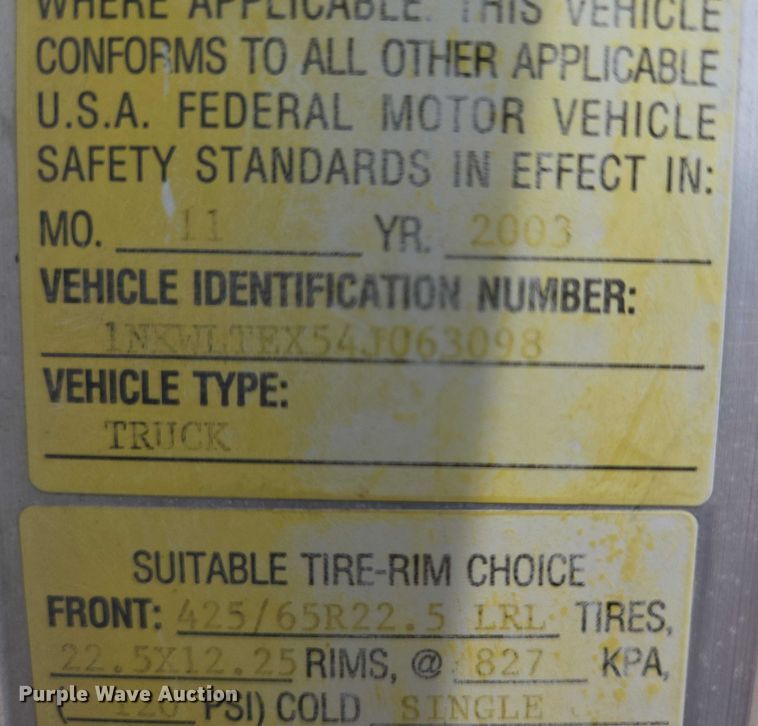 WHERE APPLICABLE. THIS VEHICLE
CONFORMS TO ALL OTHER APPLICABLE
U.S.A. FEDERAL MOTOR VEHICLE
SAFETY STANDARDS IN EFFECT IN:
MO. 11 YR. 2003
VEHICLE IDENTIFICATION NUMBER:
1NKWLTEX54J063098
VEHICLE TYPE:
TRUCK
SUITABLE TIRE-RIM CHOICE
FRONT: 425/65R22.5 LRL TIRES,
22.5X12.25 RIMS, @ 827 KPA,
( 120 PSI) COLD SINGLE
Purple Wave Auction